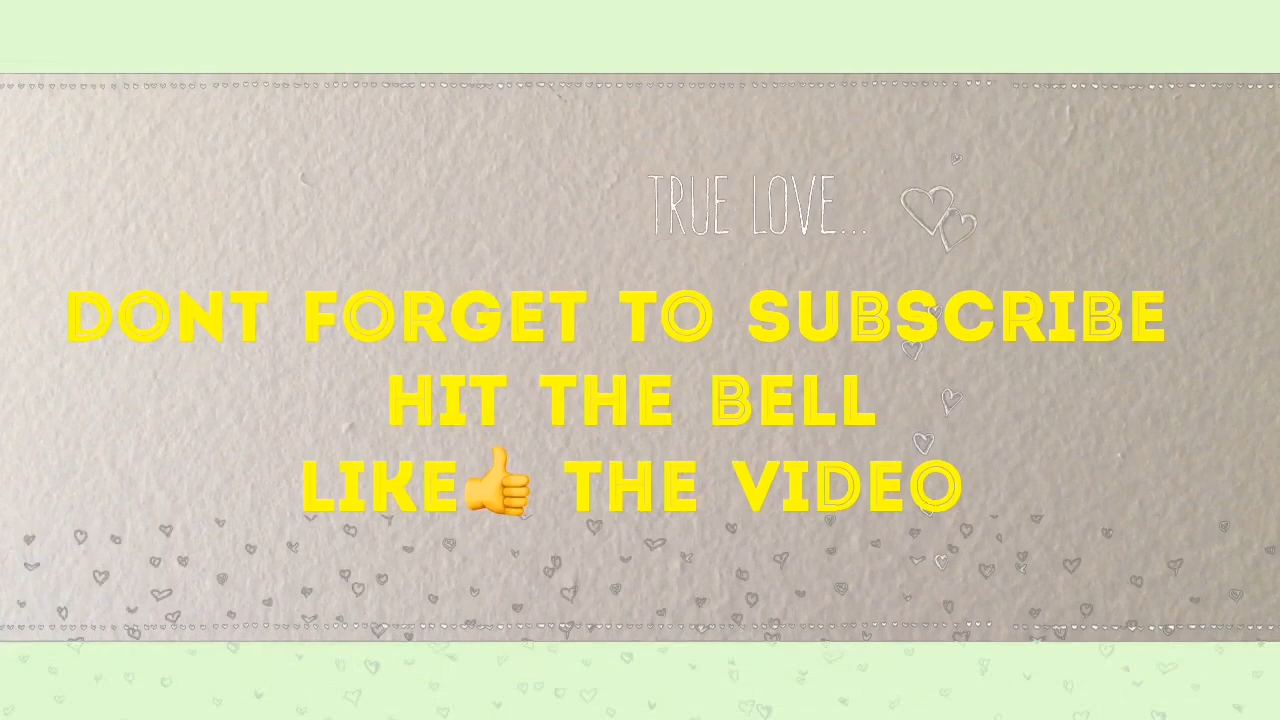 TRUE LOVE...
DONT FORGET TO SUBSCRIBE
HIT THE BELL
LIKE👍 THE VIDEO